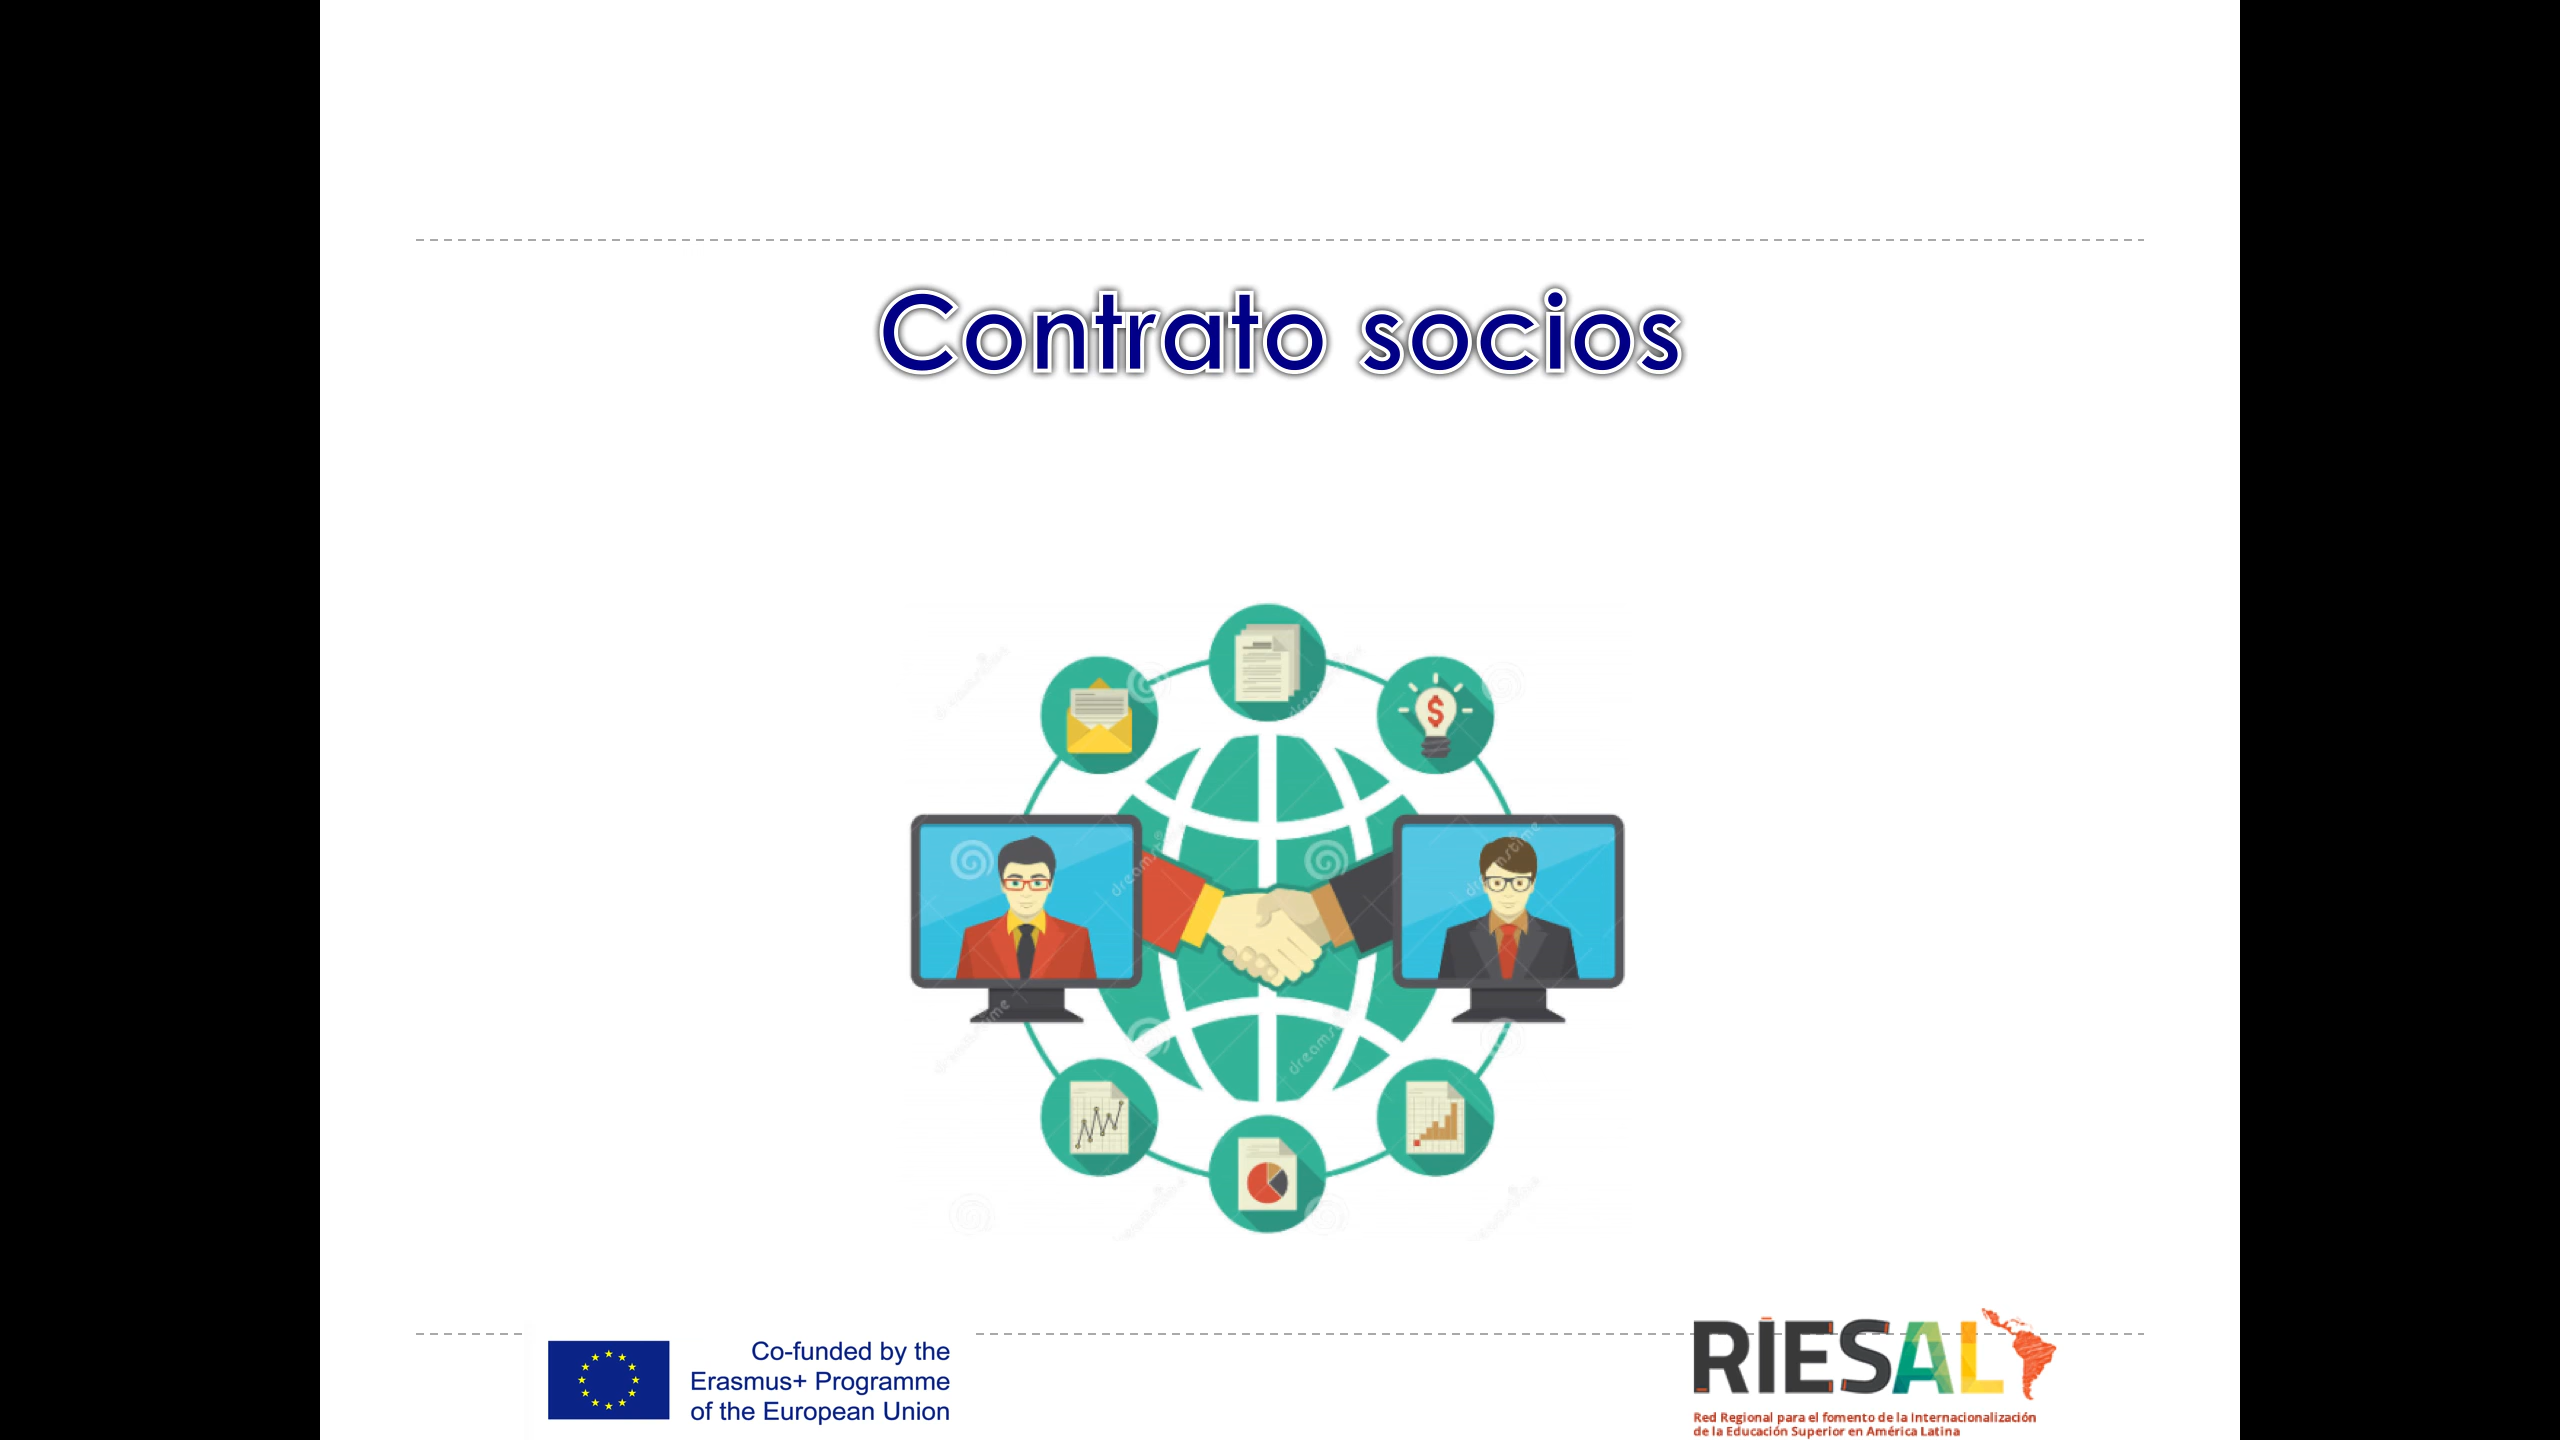 Contrato socios
$
dreamstime
Co-funded by the
Erasmus+ Programme
of the European Union
RIESAL
Red Regional para el fomento de la Internacionalización
de la Educación Superior en América Latina